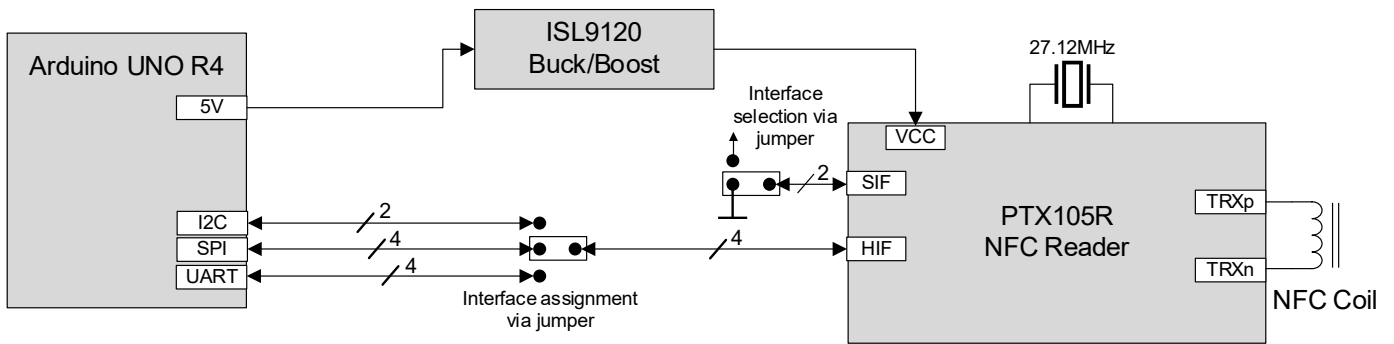 Arduino UNO R4
5V
I2C
SPI
UART
ISL9120
Buck/Boost
27.12MHz
Interface
selection via
jumper
2
4
4
Interface assignment
via jumper
2
4
VCC
SIF
HIF
PTX105R
NFC Reader
TRXp
TRXn
NFC Coil